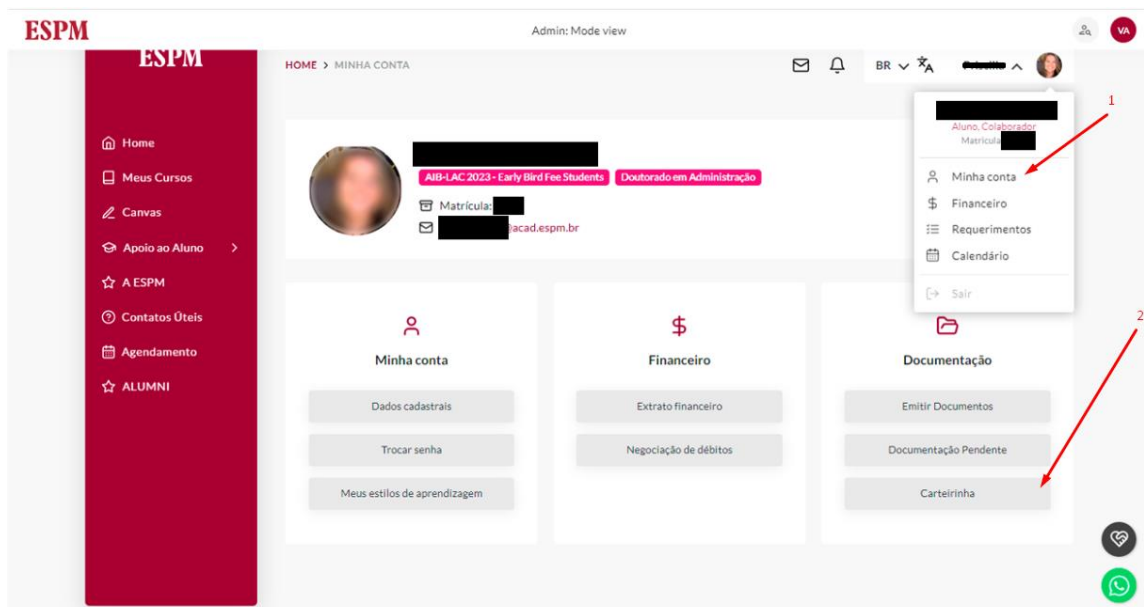 ESPM
Admin: Mode view
VA
ESPM
HOME > MINHA CONTA
BR
Aluno, Colaborador
Matrícula
Minha conta
Financeiro
Requerimentos
Calendário
Sair
1
Home
Meus Cursos
Canvas
Apoio ao Aluno >
A ESPM
Contatos Úteis
Agendamento
ALUMNI
AIB-LAC 2023 - Early Bird Fee Students Doutorado em Administração
Matrícula:
@acad.espm.br
2
Minha conta
Dados cadastrais
Trocar senha
Meus estilos de aprendizagem
Financeiro
Extrato financeiro
Negociação de débitos
Documentação
Emitir Documentos
Documentação Pendente
Carteirinha